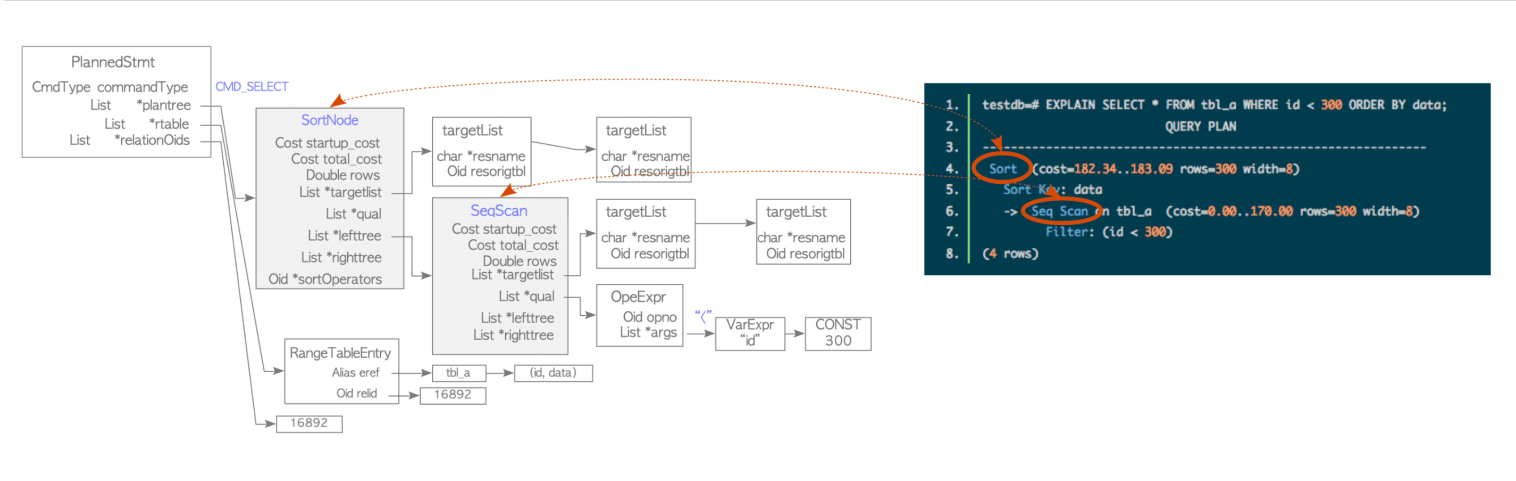 PlannedStmt
CmdType commandType
CMD_SELECT
List *plantree
List *rtable
List *relationOids
SortNode
Cost startup_cost
Cost total_cost
Double rows
List *targetlist
List *qual
List *lefttree
List *righttree
Oid *sortOperators
targetList
char *resname
Oid resorigtbl
targetList
char *resname
Oid resorigtbl
SeqScan
Cost startup_cost
Cost total_cost
Double rows
List *targetlist
List *qual
List *lefttree
List *righttree
targetList
char *resname
Oid resorigtbl
targetList
char *resname
Oid resorigtbl
OpeExpr
Oid opno
List *args
“<”
VarExpr
“id”
CONST
300
RangeTableEntry
Alias eref
Oid relid
tbl_a
(id, data)
16892
16892
1. testdb=# EXPLAIN SELECT * FROM tbl_a WHERE id < 300 ORDER BY data;
2. QUERY PLAN
3. ---------------------------------------------------------------
4. Sort (cost=182.34..183.09 rows=300 width=8)
5. Sort Key: data
6. -> Seq Scan on tbl_a (cost=0.00..170.00 rows=300 width=8)
7. Filter: (id < 300)
8. (4 rows)